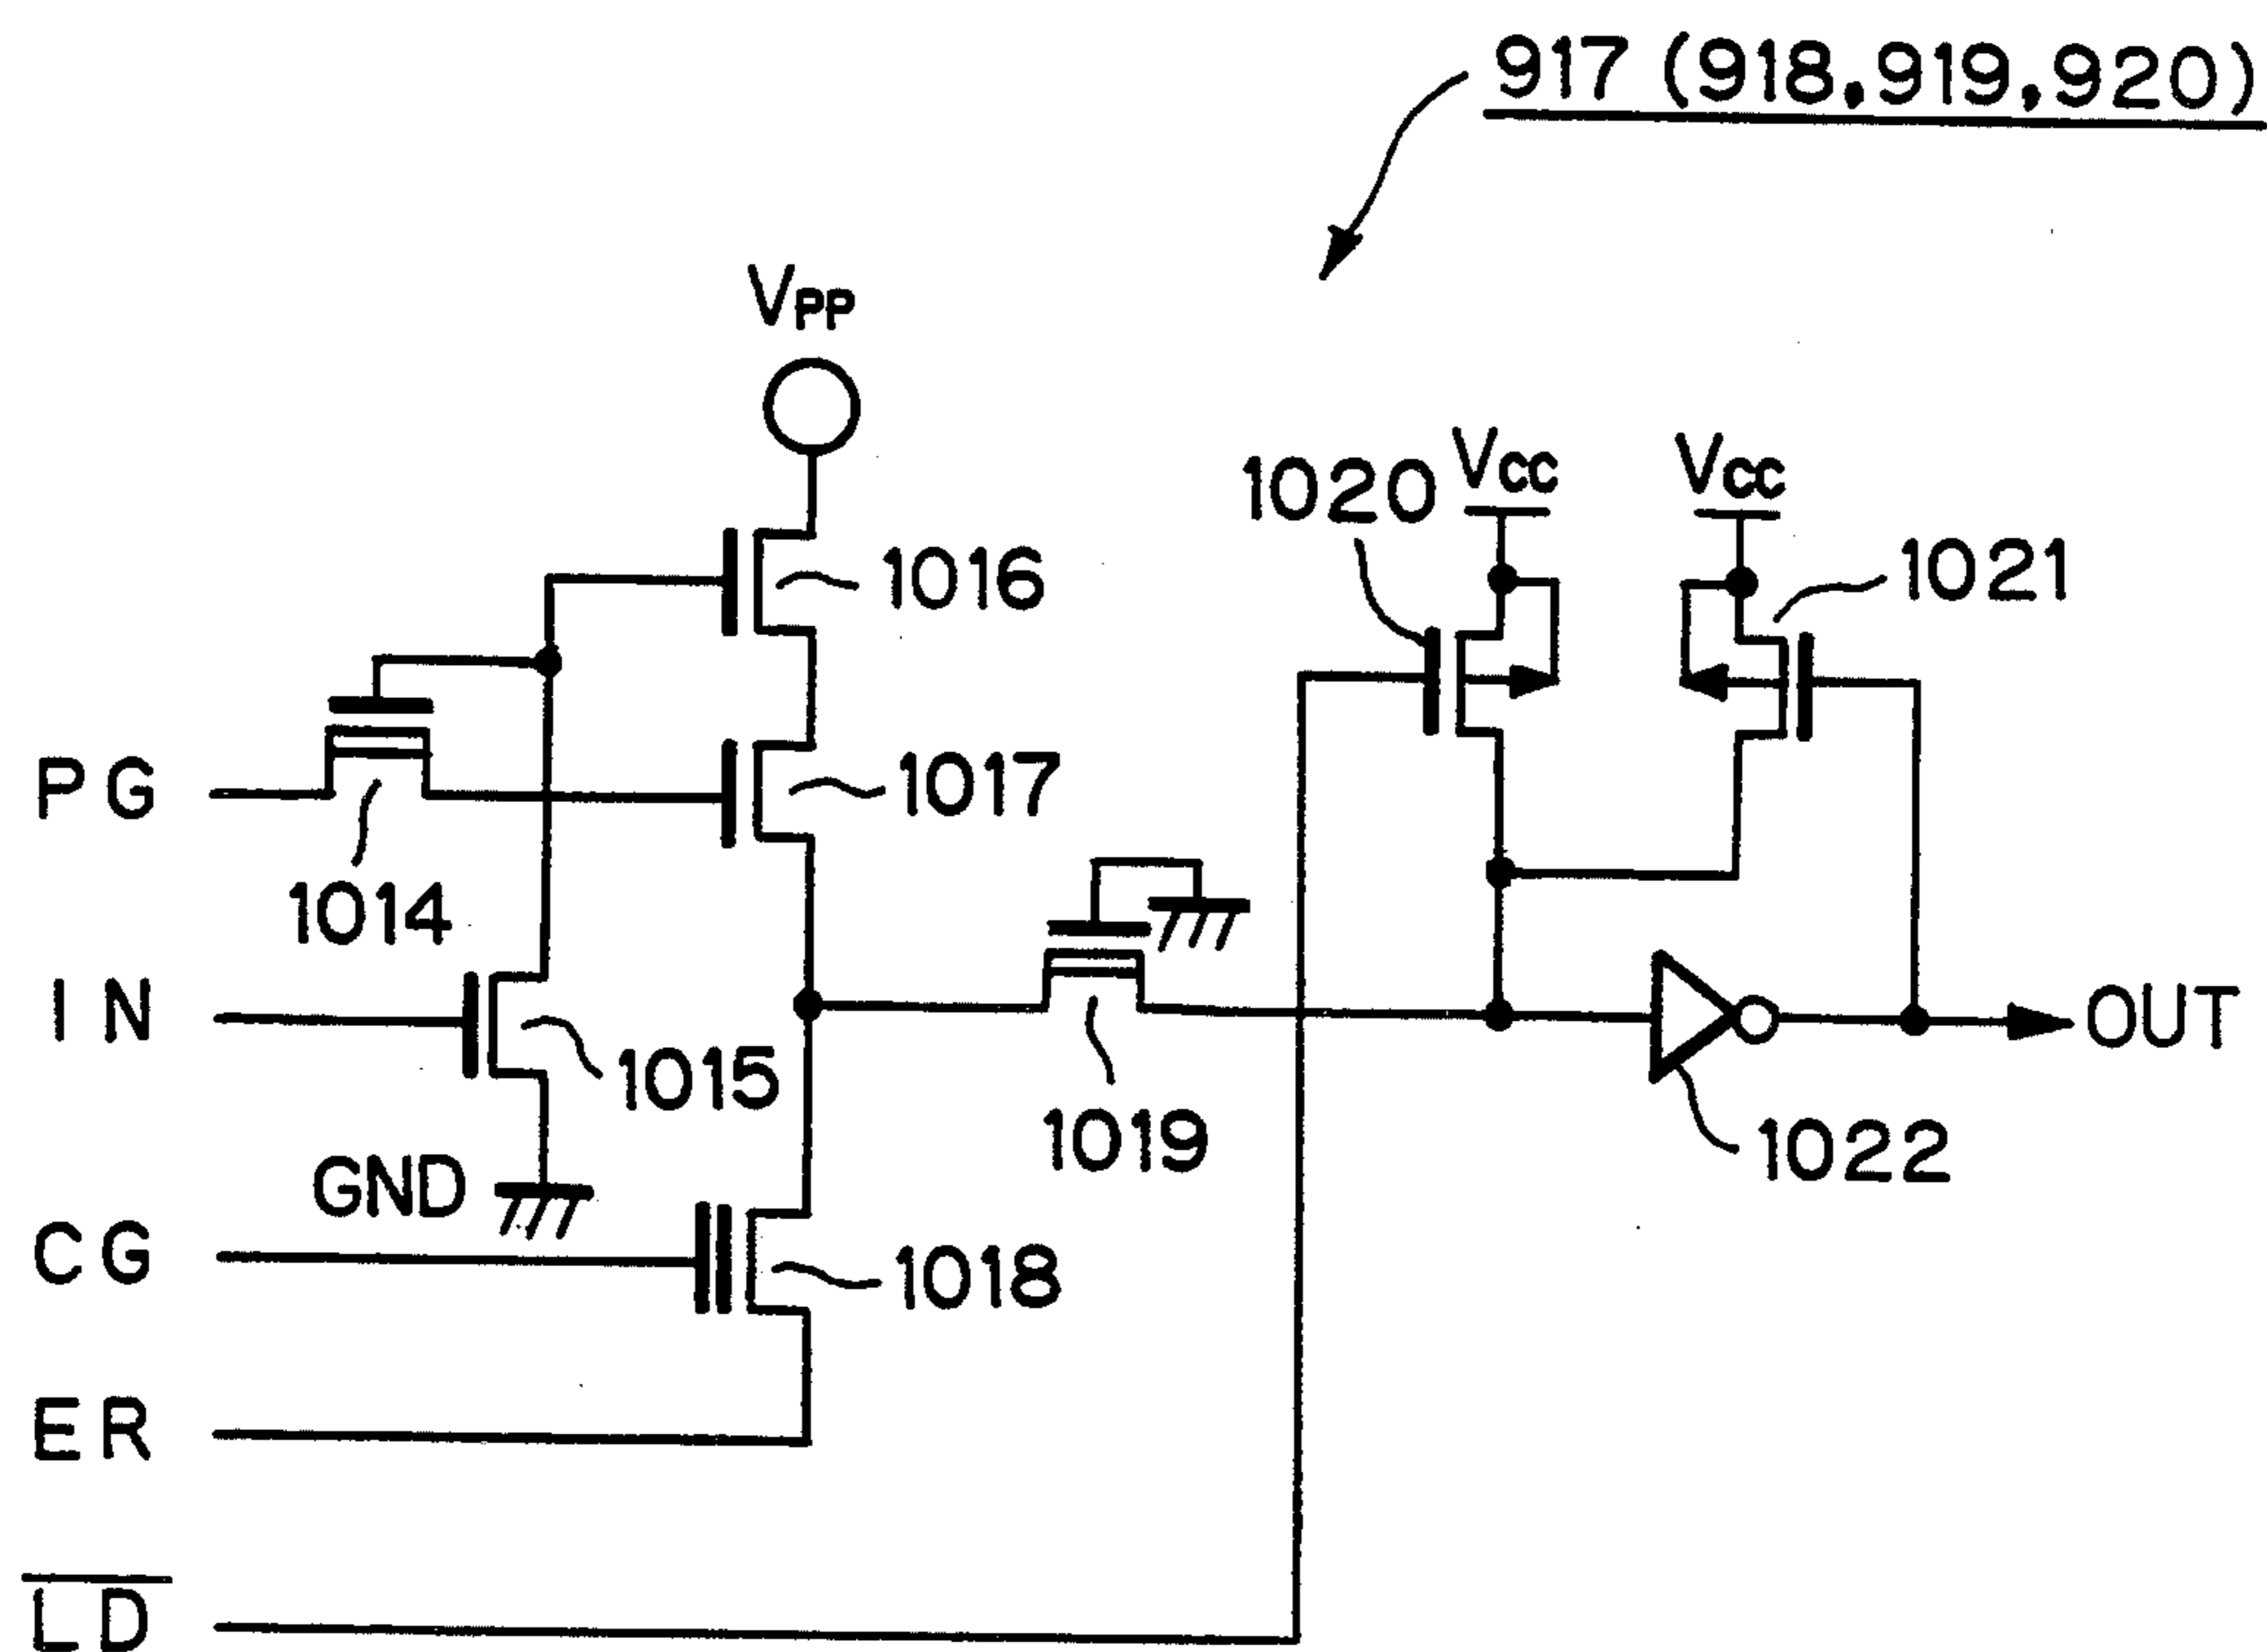 917 (918,919,920)
VPP
1016
1020
VCC
VCC
1021
PG
1017
1014
IN
1015
1019
OUT
1022
GND
CG
1018
ER
L̅D̅